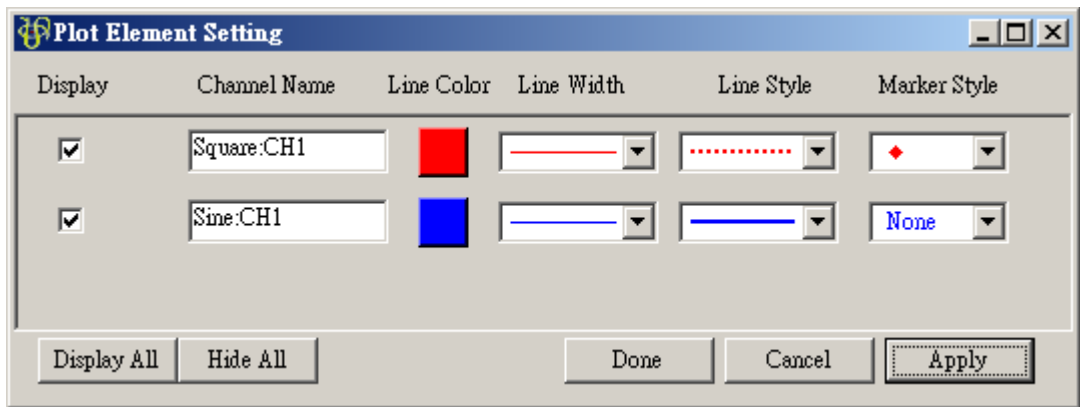 Plot Element Setting
Display Channel Name Line Color Line Width Line Style Marker Style
Square:CH1
Sine:CH1 None
Display All Hide All Done Cancel Apply